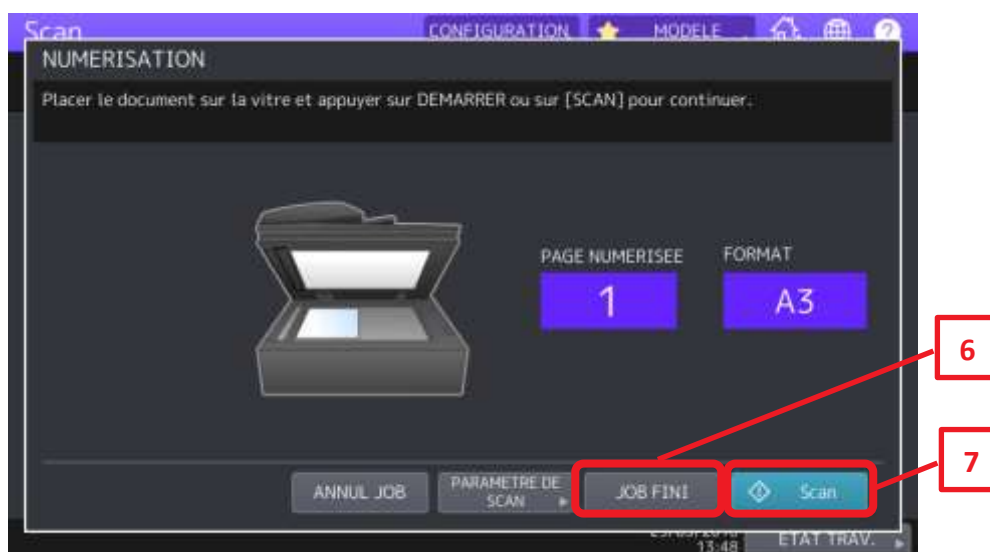 Scan CONFIGURATION MODELE ?
NUMERISATION
Placer le document sur la vitre et appuyer sur DEMARRER ou sur [SCAN] pour continuer.
PAGE NUMERISEE FORMAT
1 A3
6
7
ANNUL JOB PARAMETRE DE SCAN JOB FINI Scan
13:48 ETAT TRAV.